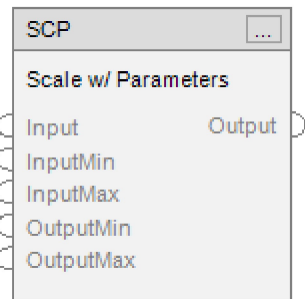 SCP ...
Scale w/ Parameters
Input Output
InputMin
InputMax
OutputMin
OutputMax